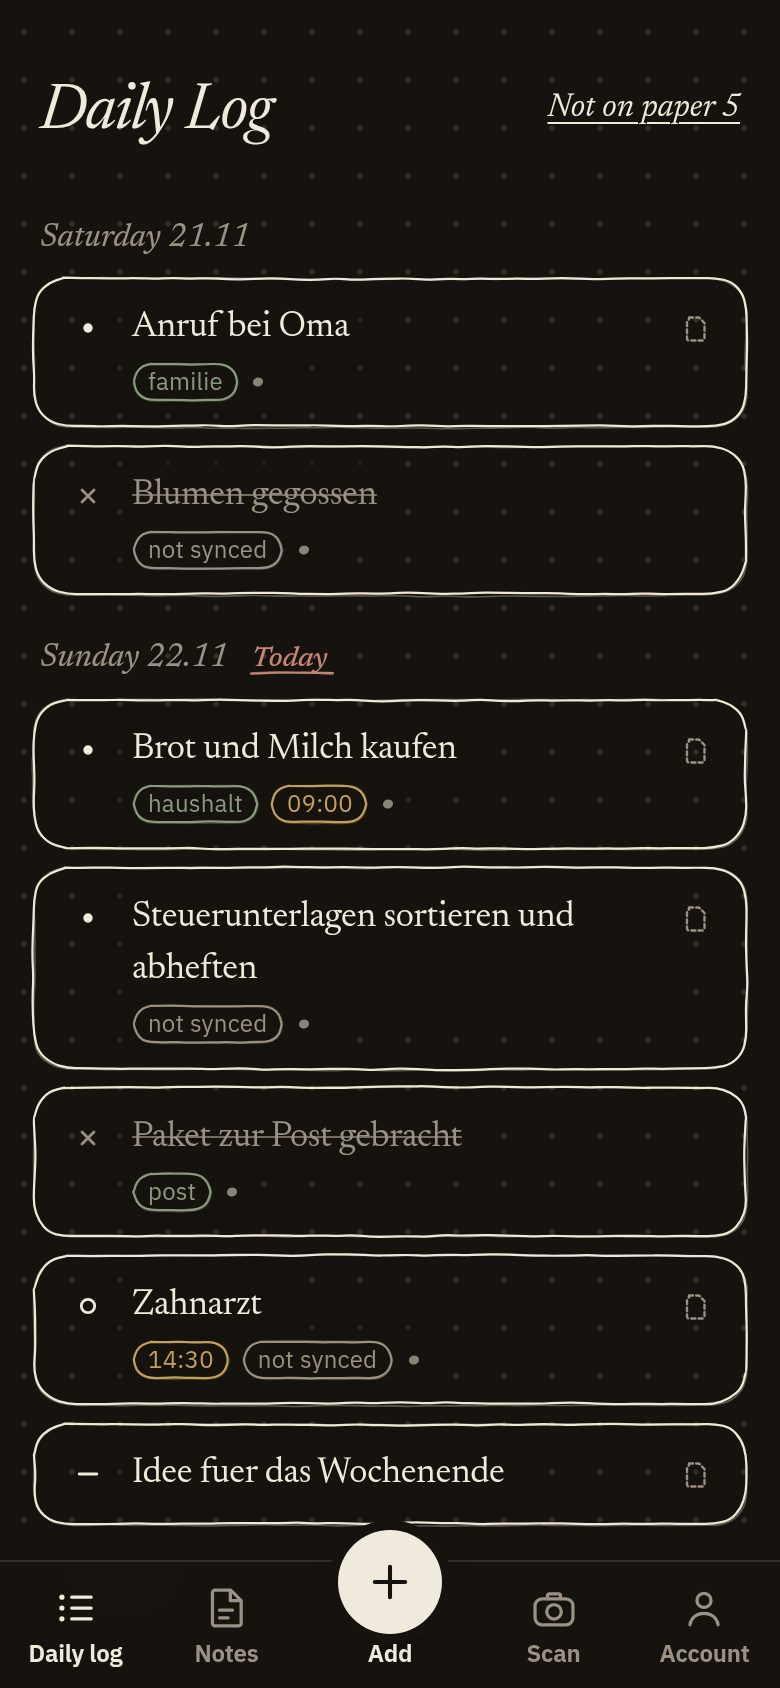 Daily Log
Not on paper 5
Saturday 21.11
Anruf bei Oma
familie
Blumen gegossen
not synced
Sunday 22.11 Today
Brot und Milch kaufen
haushalt 09:00
Steuerunterlagen sortieren und
abheften
not synced
Paket zur Post gebracht
post
Zahnarzt
14:30 not synced
Idee fuer das Wochenende
Daily log Notes Add Scan Account